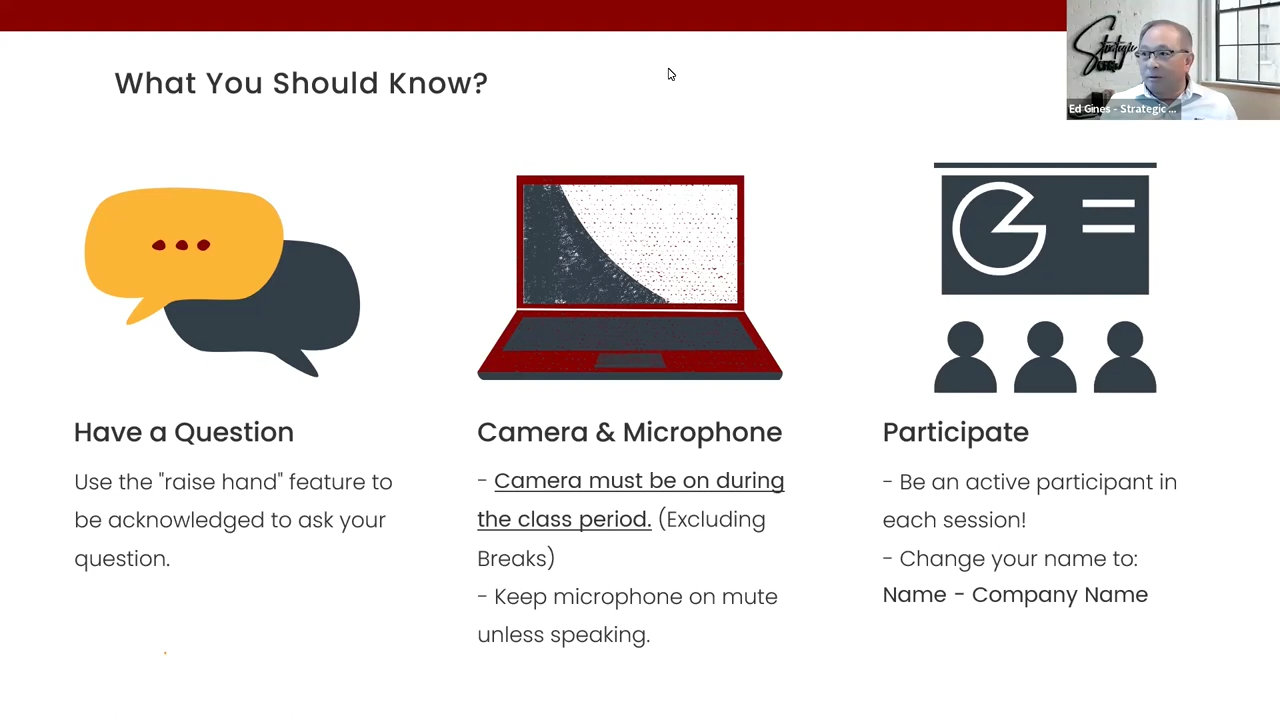 What You Should Know?
Strategic
Ed Gines - Strategic ...
Have a Question
Use the "raise hand" feature to
be acknowledged to ask your
question.
Camera & Microphone
- Camera must be on during
the class period. (Excluding
Breaks)
- Keep microphone on mute
unless speaking.
Participate
- Be an active participant in
each session!
- Change your name to:
Name - Company Name